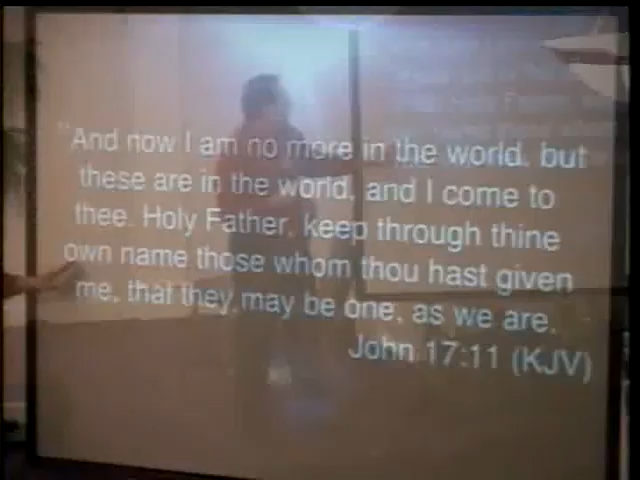 "And now I am no more in the world, but
these are in the world, and I come to
thee. Holy Father, keep through thine
own name those whom thou hast given
me, that they may be one, as we are.
John 17:11 (KJV)